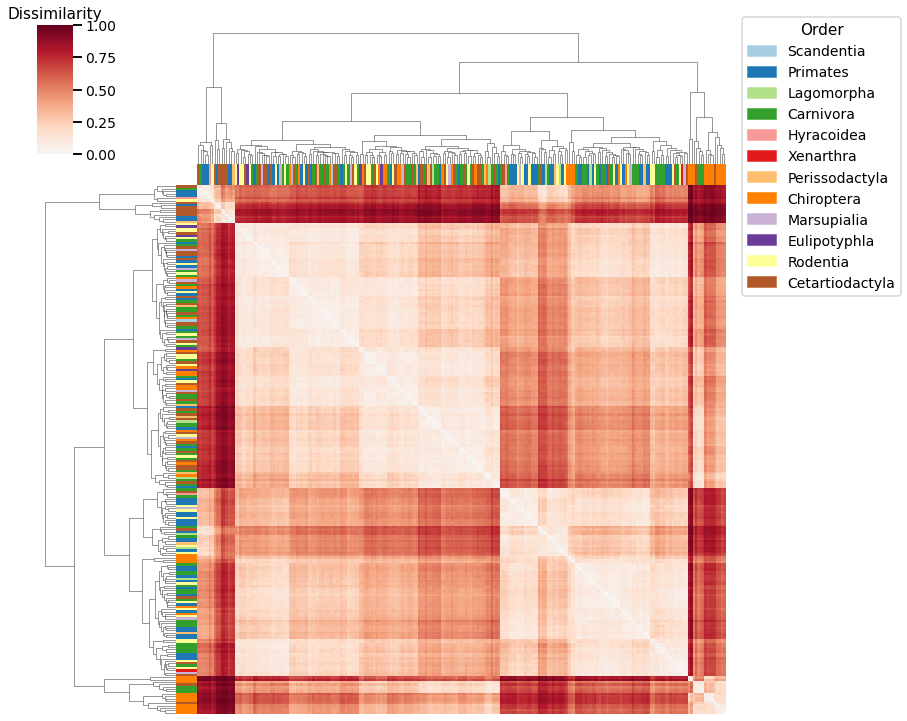 Dissimilarity
1.00
0.75
0.50
0.25
0.00
Order
Scandentia
Primates
Lagomorpha
Carnivora
Hyracoidea
Xenarthra
Perissodactyla
Chiroptera
Marsupialia
Eulipotyphla
Rodentia
Cetartiodactyla